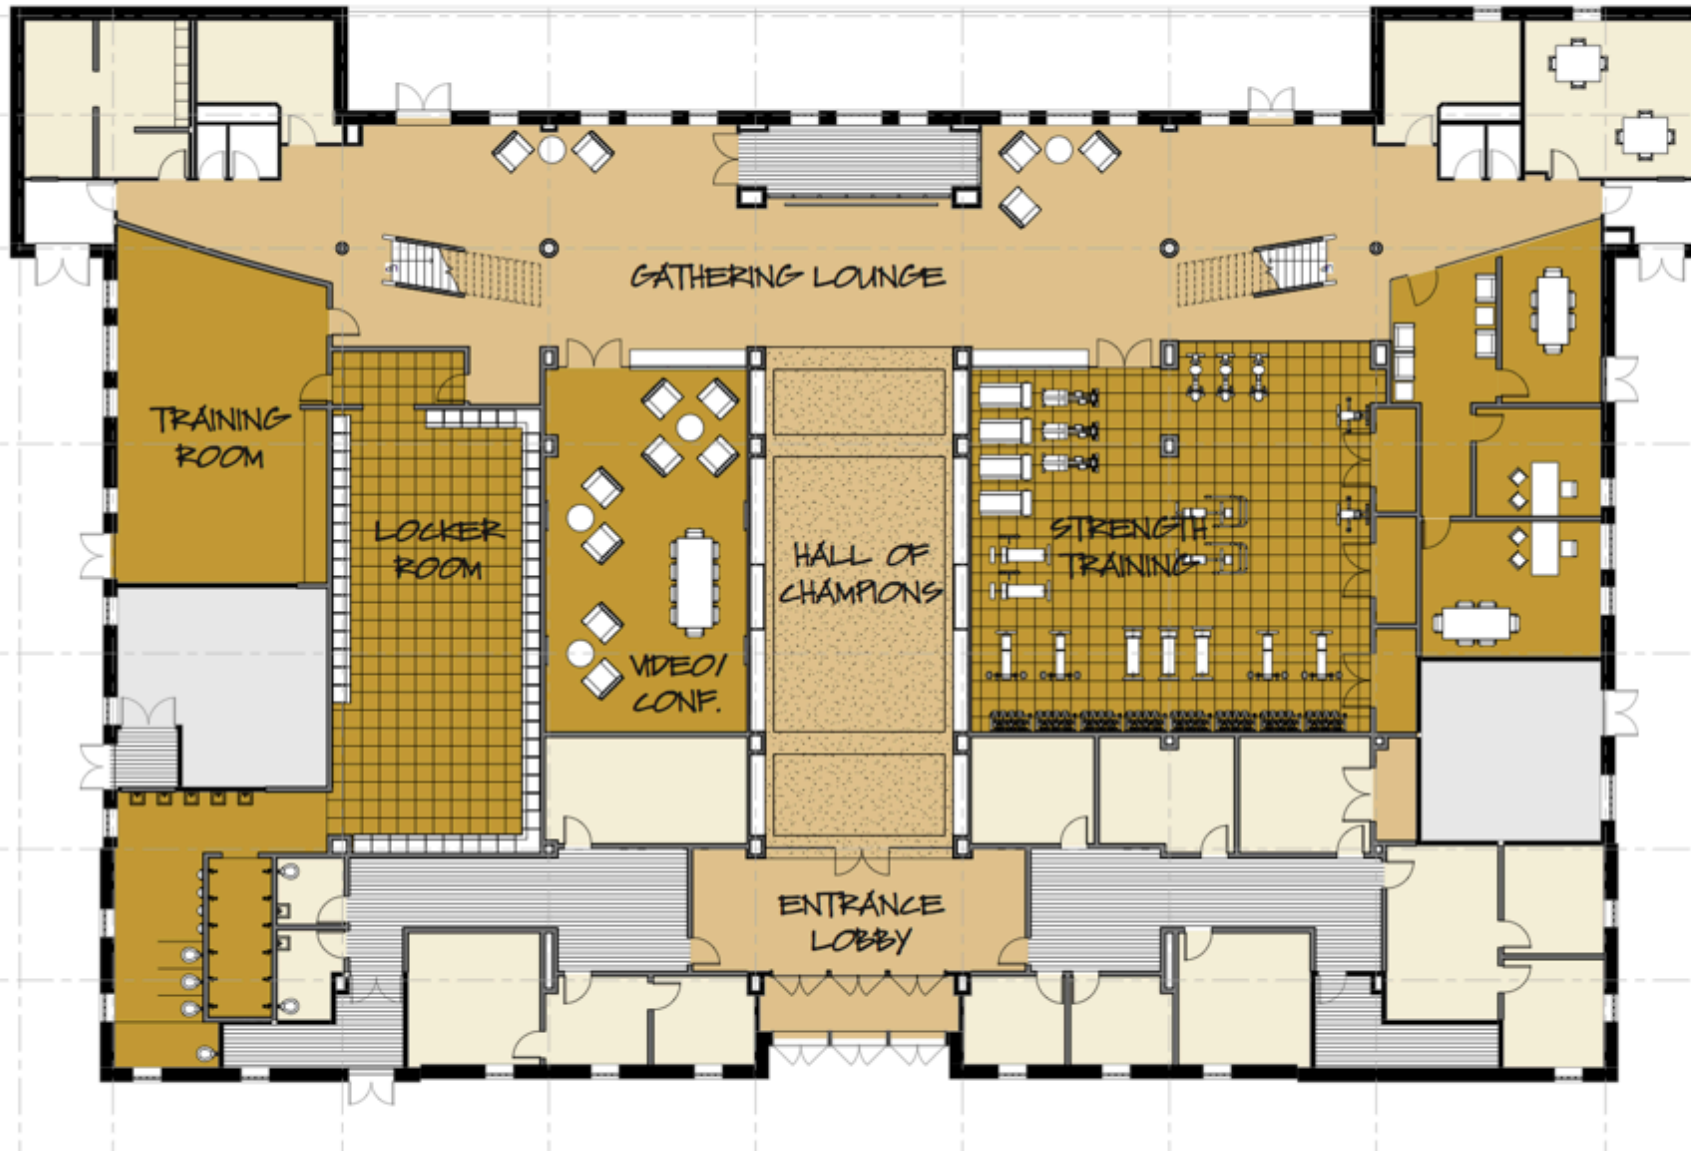 GATHERING LOUNGE
TRAINING
ROOM
LOCKER
ROOM
VIDEO/
CONF.
HALL OF
CHAMPIONS
STRENGTH
TRAINING
ENTRANCE
LOBBY